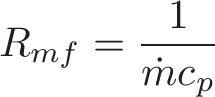 $R_{mf} = \frac{1}{\dot{m}c_p}$